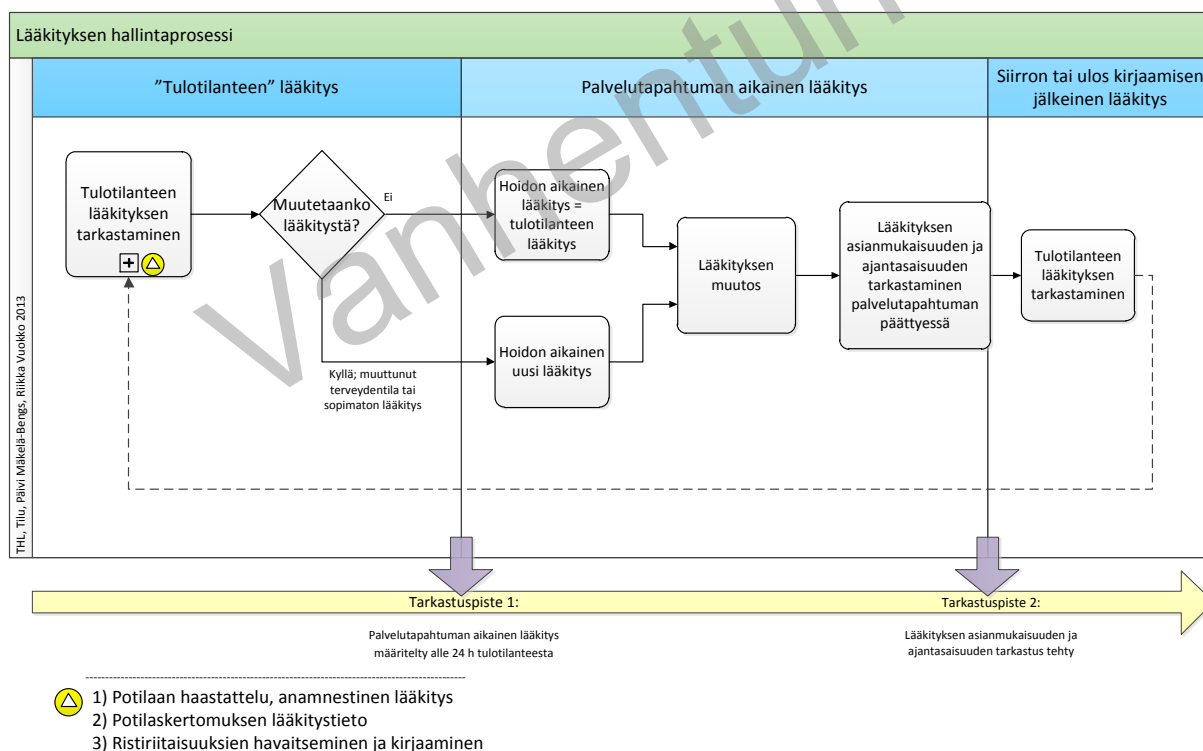 Lääkityksen hallintaprosessi
”Tulotilanteen” lääkitys
Palvelutapahtuman aikainen lääkitys
Siirron tai ulos kirjaamisen
jälkeinen lääkitys
THL, Tilu, Päivi Mäkelä-Bengs, Riikka Vuokko 2013
Tulotilanteen
lääkityksen
tarkastaminen
Muutetaanko
lääkitystä?
Ei
Kyllä; muuttunut
terveydentila tai
sopimaton lääkitys
Hoidon aikainen
lääkitys =
tulotilanteen
lääkitys
Hoidon aikainen
uusi lääkitys
Lääkityksen
muutos
Lääkityksen
asianmukaisuuden ja
ajantasaisuuden
tarkastaminen
palvelutapahtuman
päättyessä
Tulotilanteen
lääkityksen
tarkastaminen
Tarkastuspiste 1:
Palvelutapahtuman aikainen lääkitys
määritelty alle 24 h tulotilanteesta
Tarkastuspiste 2:
Lääkityksen asianmukaisuuden ja
ajantasaisuuden tarkastus tehty
1) Potilaan haastattelu, anamnestinen lääkitys
2) Potilaskertomuksen lääkitystieto
3) Ristiriitaisuuksien havaitseminen ja kirjaaminen